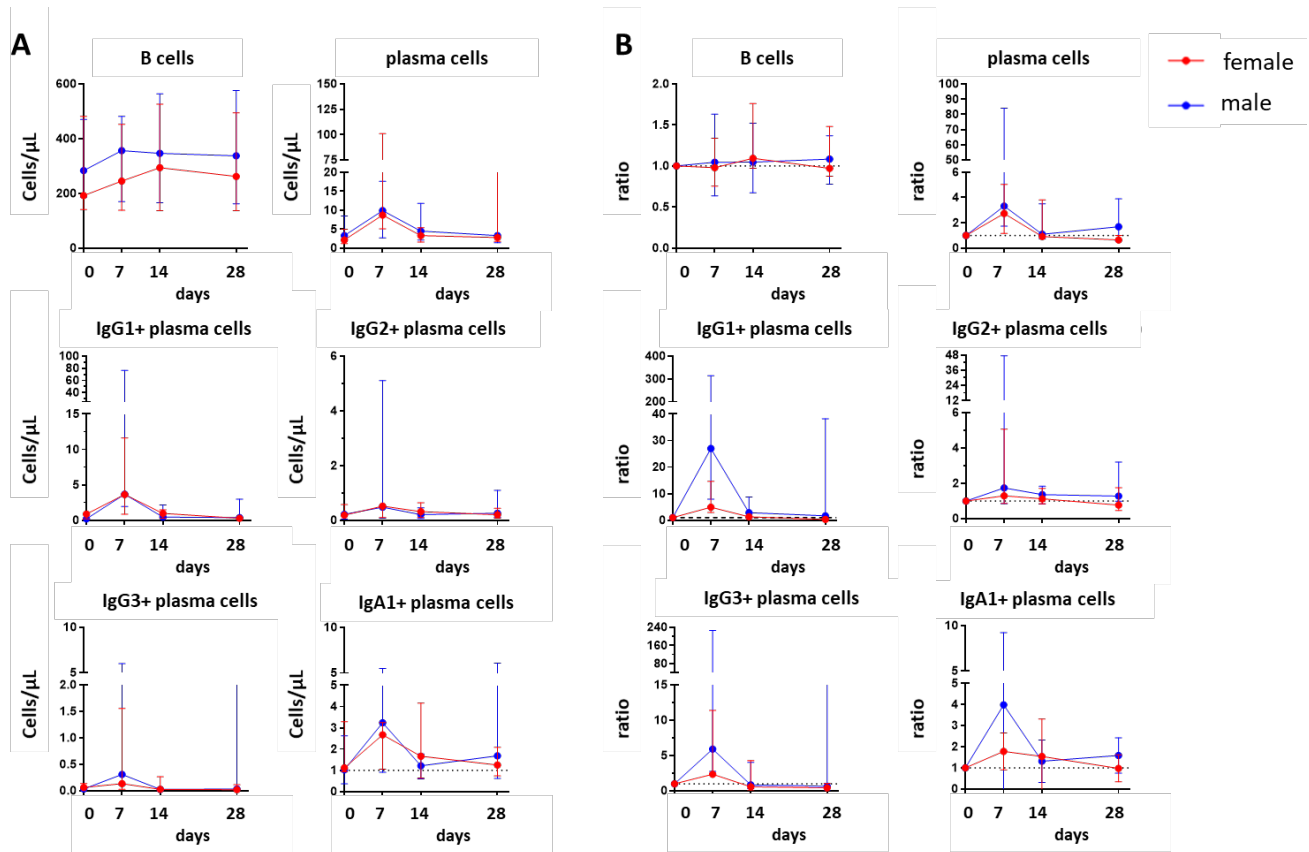 A
B cells
600
400
200
0
Cells/µL
0 7 14 28
days
plasma cells
150
125
100
75
20
15
10
5
0
Cells/µL
0 7 14 28
days
IgG1+ plasma cells
100
80
60
40
15
10
5
0
Cells/µL
0 7 14 28
days
IgG2+ plasma cells
6
4
2
1
0
Cells/µL
0 7 14 28
days
IgG3+ plasma cells
10
5
2.0
1.5
1.0
0.5
0.0
Cells/µL
0 7 14 28
days
IgA1+ plasma cells
10
5
4
3
2
1
0
Cells/µL
0 7 14 28
days
B
B cells
2.0
1.5
1.0
0.5
0.0
ratio
0 7 14 28
days
plasma cells
100
90
80
70
60
50
6
4
2
0
ratio
0 7 14 28
days
female
male
IgG1+ plasma cells
400
300
200
40
30
20
10
0
ratio
0 7 14 28
days
IgG2+ plasma cells
48
36
24
12
6
4
2
0
ratio
0 7 14 28
days
IgG3+ plasma cells
240
160
80
15
10
5
0
ratio
0 7 14 28
days
IgA1+ plasma cells
10
5
4
3
2
1
0
ratio
0 7 14 28
days